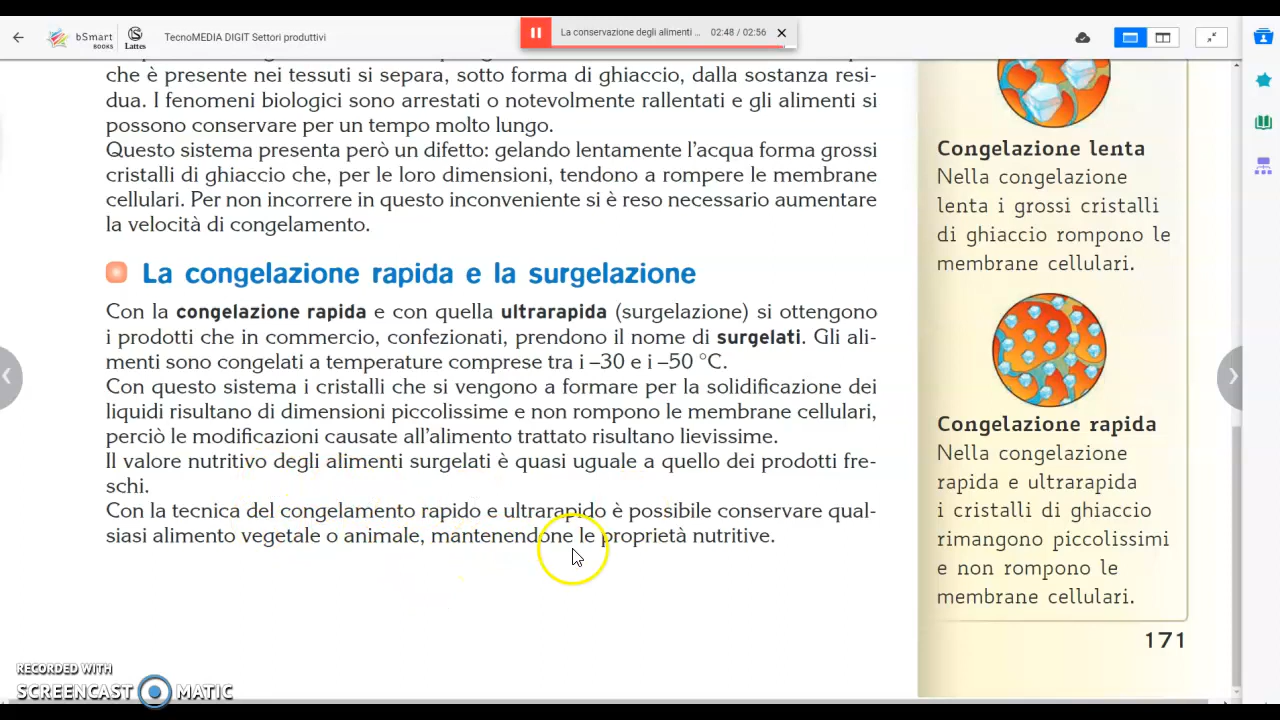 bSmart
BOOKS
Lattes
TecnoMEDIA DIGIT Settori produttivi
La conservazione degli alimenti ...
02:48 / 02:56
che è presente nei tessuti si separa, sotto forma di ghiaccio, dalla sostanza resi-
dua. I fenomeni biologici sono arrestati o notevolmente rallentati e gli alimenti si
possono conservare per un tempo molto lungo.
Questo sistema presenta però un difetto: gelando lentamente l'acqua forma grossi
cristalli di ghiaccio che, per le loro dimensioni, tendono a rompere le membrane
cellulari. Per non incorrere in questo inconveniente si è reso necessario aumentare
la velocità di congelamento.
La congelazione rapida e la surgelazione
Con la congelazione rapida e con quella ultrarapida (surgelazione) si ottengono
i prodotti che in commercio, confezionati, prendono il nome di surgelati. Gli ali-
menti sono congelati a temperature comprese tra i –30 e i –50 °C.
Con questo sistema i cristalli che si vengono a formare per la solidificazione dei
liquidi risultano di dimensioni piccolissime e non rompono le membrane cellulari,
perciò le modificazioni causate all'alimento trattato risultano lievissime.
Il valore nutritivo degli alimenti surgelati è quasi uguale a quello dei prodotti fre-
schi.
Con la tecnica del congelamento rapido e ultrarapido è possibile conservare qual-
siasi alimento vegetale o animale, mantenendone le proprietà nutritive.
Congelazione lenta
Nella congelazione
lenta i grossi cristalli
di ghiaccio rompono le
membrane cellulari.
Congelazione rapida
Nella congelazione
rapida e ultrarapida
i cristalli di ghiaccio
rimangono piccolissimi
e non rompono le
membrane cellulari.
171
RECORDED WITH
SCREENCAST MATIC